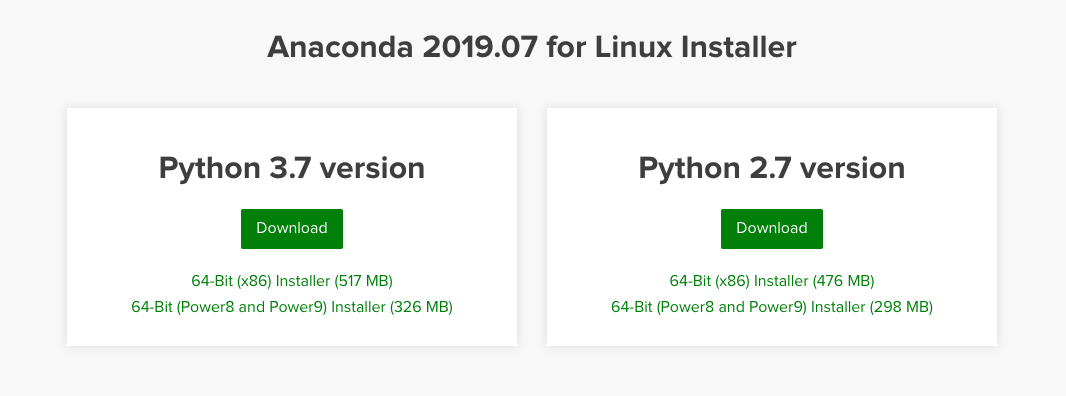 Anaconda 2019.07 for Linux Installer
Python 3.7 version
Download
64-Bit (x86) Installer (517 MB)
64-Bit (Power8 and Power9) Installer (326 MB)
Python 2.7 version
Download
64-Bit (x86) Installer (476 MB)
64-Bit (Power8 and Power9) Installer (298 MB)